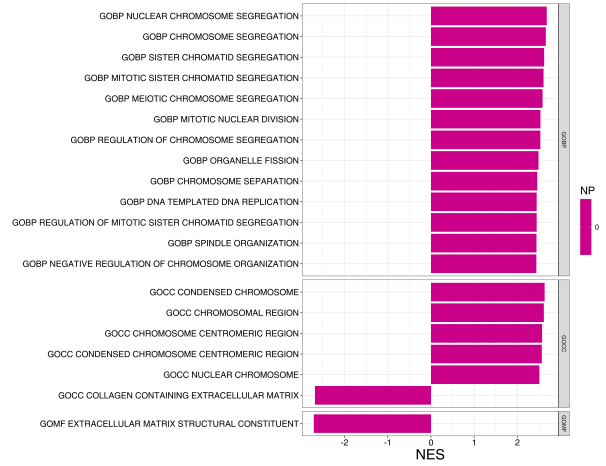 GOBP NUCLEAR CHROMOSOME SEGREGATION
GOBP CHROMOSOME SEGREGATION
GOBP SISTER CHROMATID SEGREGATION
GOBP MITOTIC SISTER CHROMATID SEGREGATION
GOBP MEIOTIC CHROMOSOME SEGREGATION
GOBP MITOTIC NUCLEAR DIVISION
GOBP REGULATION OF CHROMOSOME SEGREGATION
GOBP ORGANELLE FISSION
GOBP CHROMOSOME SEPARATION
GOBP DNA TEMPLATED DNA REPLICATION
GOBP REGULATION OF MITOTIC SISTER CHROMATID SEGREGATION
GOBP SPINDLE ORGANIZATION
GOBP NEGATIVE REGULATION OF CHROMOSOME ORGANIZATION
GOBP
GOCC CONDENSED CHROMOSOME
GOCC CHROMOSOMAL REGION
GOCC CHROMOSOME CENTROMERIC REGION
GOCC CONDENSED CHROMOSOME CENTROMERIC REGION
GOCC NUCLEAR CHROMOSOME
GOCC COLLAGEN CONTAINING EXTRACELLULAR MATRIX
GOCC
GOMF EXTRACELLULAR MATRIX STRUCTURAL CONSTITUENT
GOMF
-2 -1 0 1 2
NES
NP
0